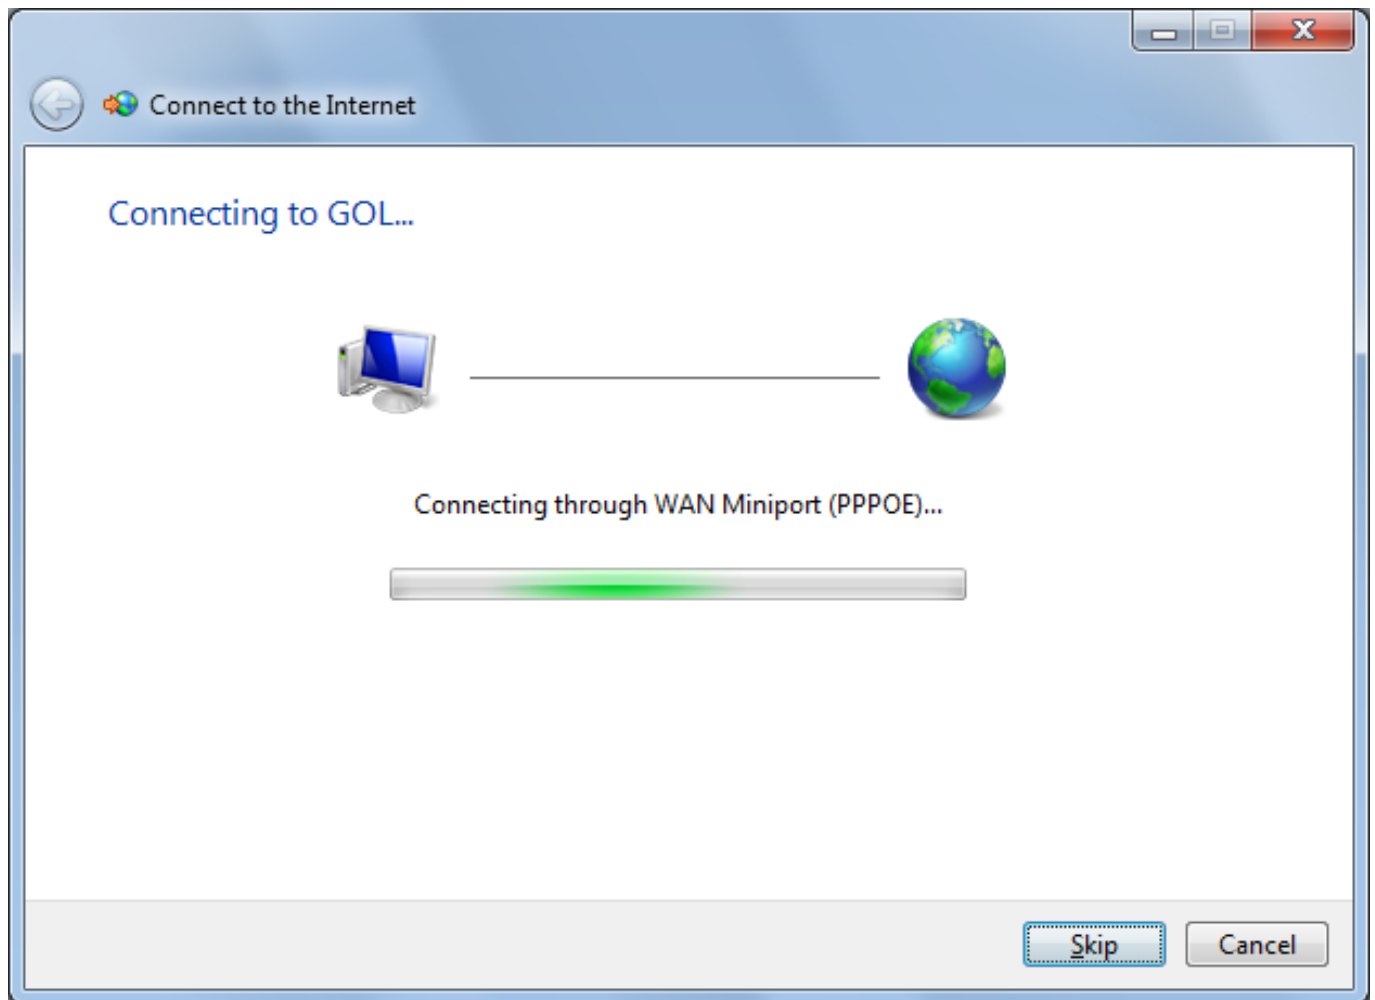 Connect to the Internet
Connecting to GOL...
Connecting through WAN Miniport (PPPOE)...
Skip
Cancel